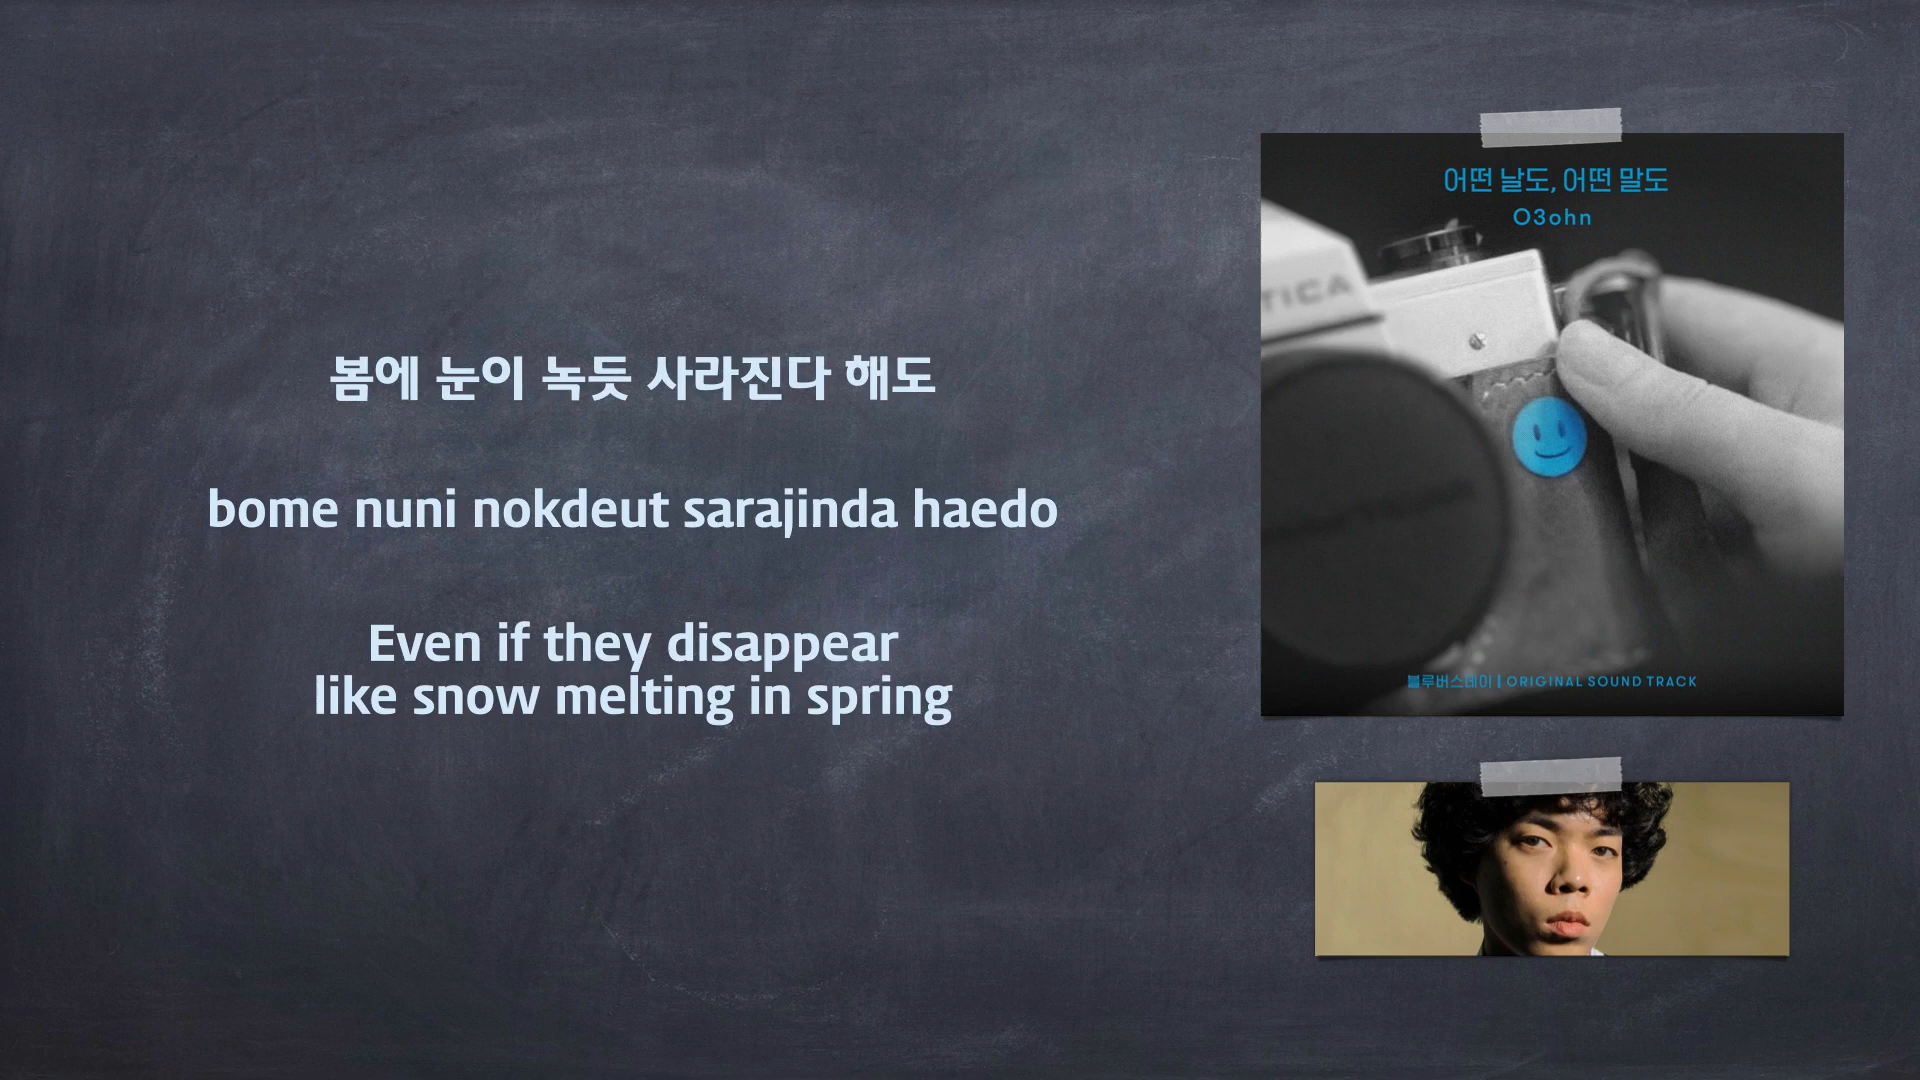 봄에 눈이 녹듯 사라진다 해도
bome nuni nokdeut sarajinda haedo
Even if they disappear
like snow melting in spring
어떤 날도, 어떤 말도
O3ohn
TICA
블루버스데이 | ORIGINAL SOUND TRACK